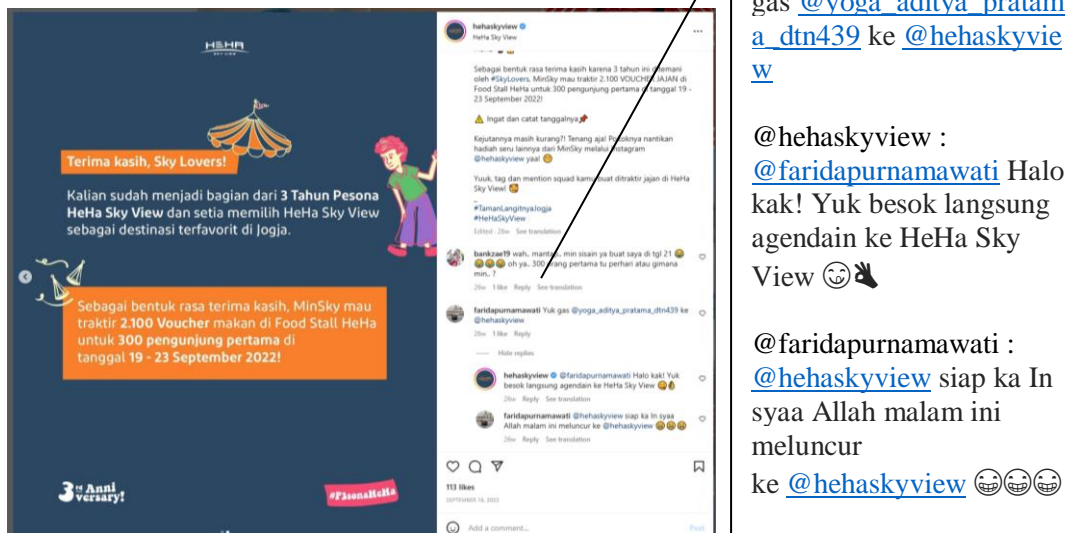 HEHA
SKY VIEW
Terima kasih, Sky Lovers!
Kalian sudah menjadi bagian dari 3 Tahun Pesona
HeHa Sky View dan setia memilih HeHa Sky View
sebagai destinasi terfavorit di Jogja.
Sebagai bentuk rasa terima kasih, MinSky mau
traktir 2.100 Voucher makan di Food Stall HeHa
untuk 300 pengunjung pertama di
tanggal 19 - 23 September 2022!
3rd Anni
versary!
#P3sonaHeHa
hehaskyview
HeHa Sky View
Sebagai bentuk rasa terima kasih karena 3 tahun ini ditemani
oleh #SkyLovers, MinSky mau traktir 2.100 VOUCHER JAJAN di
Food Stall HeHa untuk 300 pengunjung pertama di tanggal 19 -
23 September 2022!
⚠️ Ingat dan catat tanggalnya📌
Kejutannya masih kurang?! Tenang aja! Pokoknya nantikan
hadiah seru lainnya dari MinSky melalui Instagram
@hehaskyview yaa! 😊
Yuuk, tag dan mention squad kamu buat ditraktir jajan di HeHa
Sky View! 🥰
_
#TamanLangitnyaJogja
#HeHaSkyView
Edited · 26w See translation
bankzae19 wah.. mantap.. min sisain ya buat saya di tgl 21 😂
😂😂😂 oh ya.. 300 orang pertama tu perhari atau gimana
min.. ?
26w 1 like Reply See translation
faridapurnamawati Yuk gas @yoga_aditya_pratama_dtn439 ke
@hehaskyview
26w 1 like Reply
Hide replies
hehaskyview @faridapurnamawati Halo kak! Yuk
besok langsung agendain ke HeHa Sky View 😋👌
26w Reply See translation
faridapurnamawati @hehaskyview siap ka In syaa
Allah malam ini meluncur ke @hehaskyview 😁😁😁
26w Reply See translation
113 likes
SEPTEMBER 16, 2022
Add a comment...
Post
gas @yoga_aditya_pratam
a_dtn439 ke @hehaskyvie
w
@hehaskyview :
@faridapurnamawati Halo
kak! Yuk besok langsung
agendain ke HeHa Sky
View 😋👌
@faridapurnamawati :
@hehaskyview siap ka In
syaa Allah malam ini
meluncur
ke @hehaskyview 😁😁😁